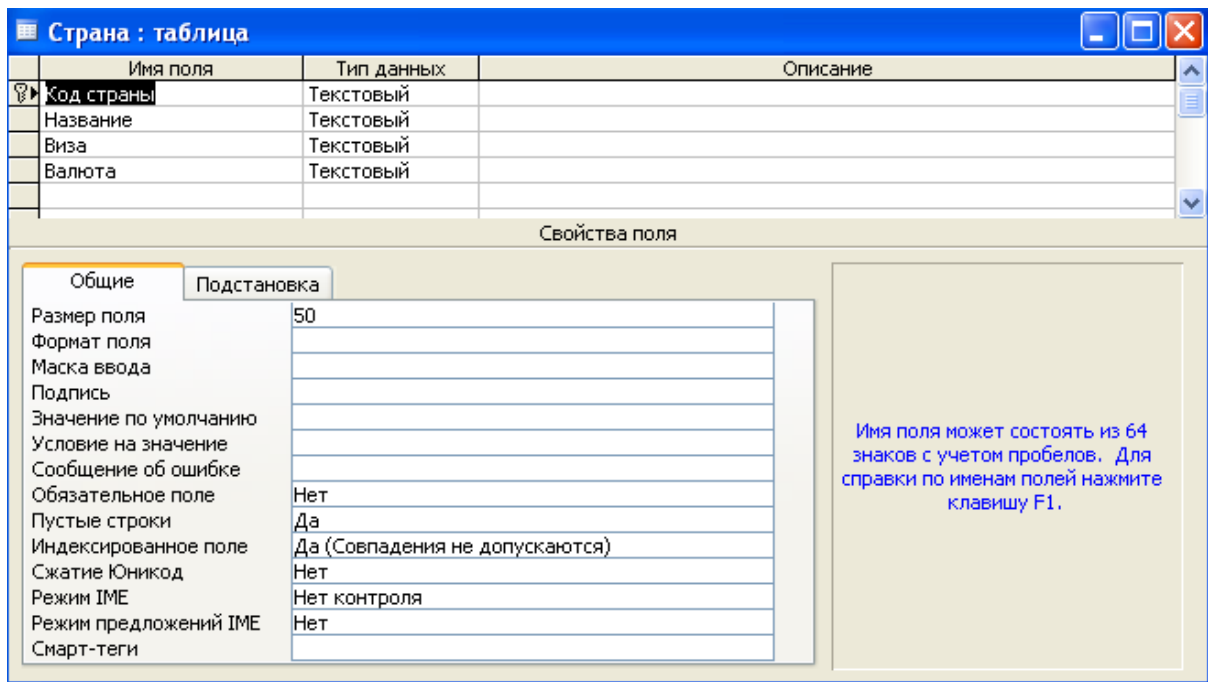 Страна : таблица
Имя поля Тип данных Описание
Код страны Текстовый
Название Текстовый
Виза Текстовый
Валюта Текстовый
Свойства поля
Общие Подстановка
Размер поля 50
Формат поля
Маска ввода
Подпись
Значение по умолчанию
Условие на значение
Сообщение об ошибке
Обязательное поле Нет
Пустые строки Да
Индексированное поле Да (Совпадения не допускаются)
Сжатие Юникод Нет
Режим IME Нет контроля
Режим предложений IME Нет
Смарт-теги
Имя поля может состоять из 64
знаков с учетом пробелов. Для
справки по именам полей нажмите
клавишу F1.